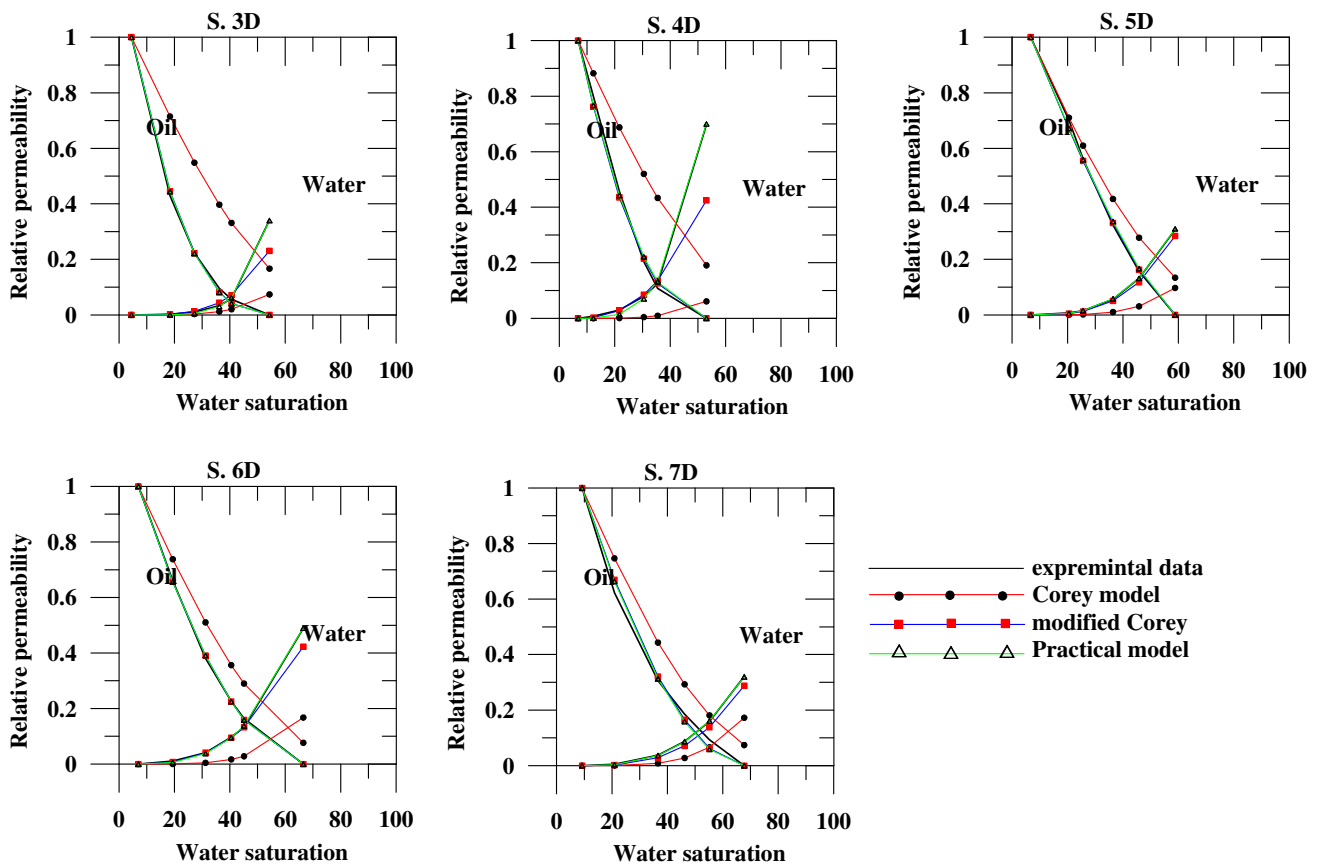 S. 3D
1
0.8
0.6
0.4
0.2
0
Relative permeability
Oil
Water
0 20 40 60 80 100
Water saturation
S. 4D
1
0.8
0.6
0.4
0.2
0
Relative permeability
Oil
Water
0 20 40 60 80 100
Water saturation
S. 5D
1
0.8
0.6
0.4
0.2
0
Relative permeability
Oil
Water
0 20 40 60 80 100
Water saturation
S. 6D
1
0.8
0.6
0.4
0.2
0
Relative permeability
Oil
Water
0 20 40 60 80 100
Water saturation
S. 7D
1
0.8
0.6
0.4
0.2
0
Relative permeability
Oil
Water
0 20 40 60 80 100
Water saturation
expremintal data
Corey model
modified Corey
Practical model